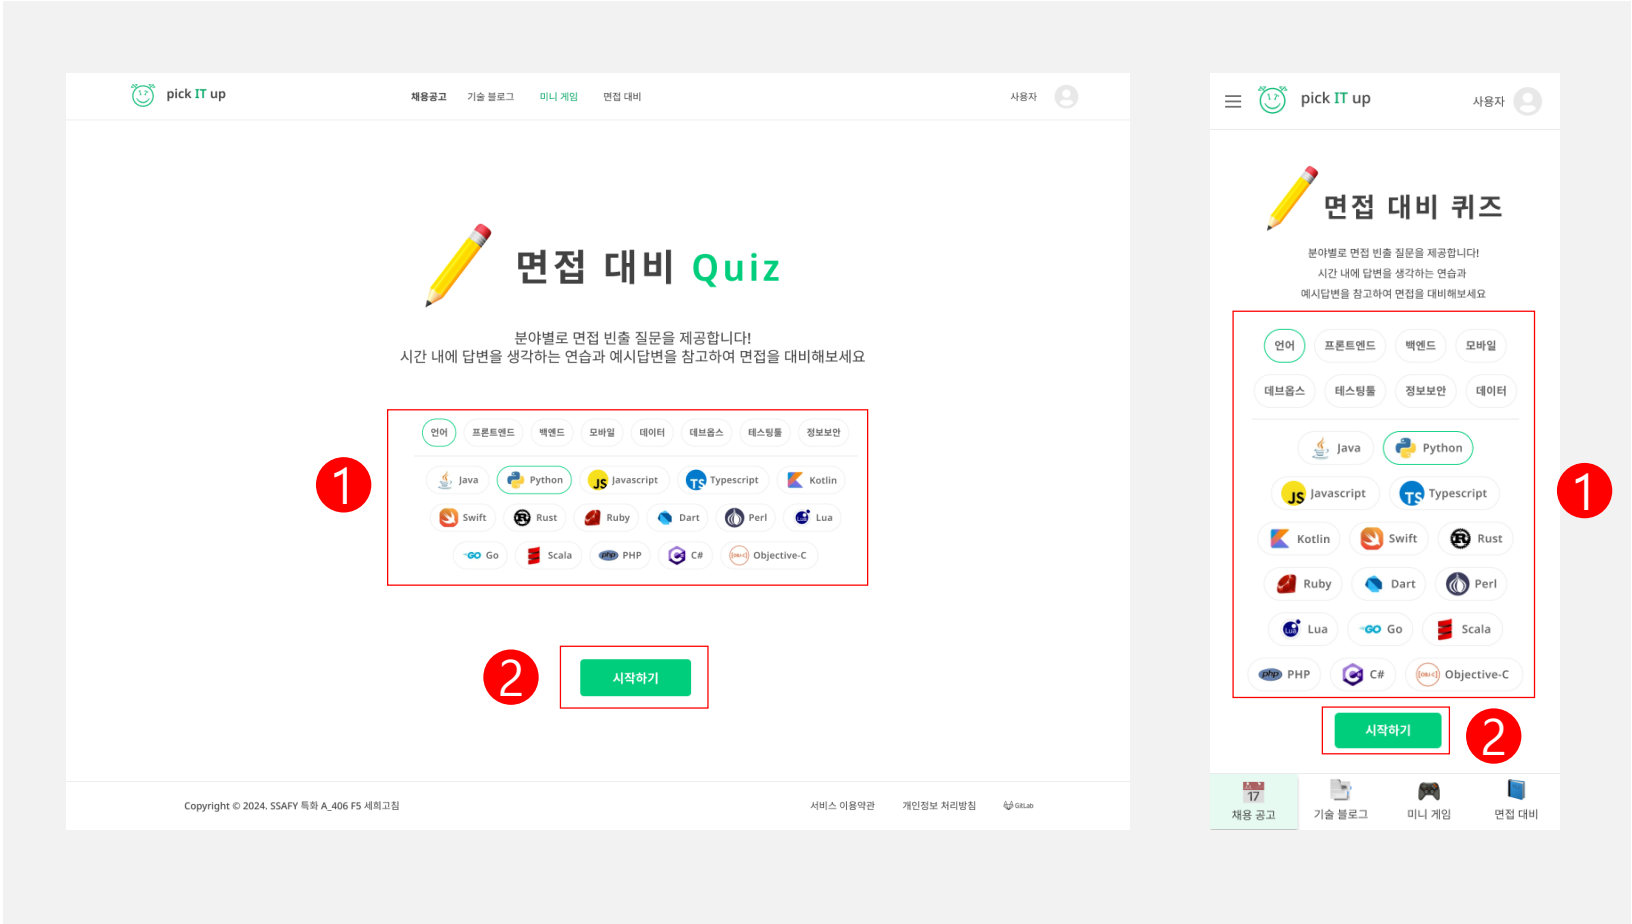 pick IT up
채용공고 기술 블로그 미니 게임 면접 대비
사용자
면접 대비 Quiz
분야별로 면접 빈출 질문을 제공합니다!
시간 내에 답변을 생각하는 연습과 예시답변을 참고하여 면접을 대비해보세요
언어 프론트엔드 백엔드 모바일 데이터 데브옵스 테스팅툴 정보보안
1
Java Python JS Javascript TS Typescript Kotlin
Swift Rust Ruby Dart Perl Lua
GO Go Scala php PHP C# [OBJ-C] Objective-C
2
시작하기
Copyright © 2024. SSAFY 특화 A_406 F5 세희고침
서비스 이용약관 개인정보 처리방침 GitLab
pick IT up
사용자
면접 대비 퀴즈
분야별로 면접 빈출 질문을 제공합니다!
시간 내에 답변을 생각하는 연습과
예시답변을 참고하여 면접을 대비해보세요
언어 프론트엔드 백엔드 모바일
데브옵스 테스팅툴 정보보안 데이터
Java Python
1
JS Javascript TS Typescript
Kotlin Swift Rust
Ruby Dart Perl
Lua Lua GO Go Scala
php PHP C# [OBJ-C] Objective-C
시작하기
2
17
채용 공고 기술 블로그 미니 게임 면접 대비